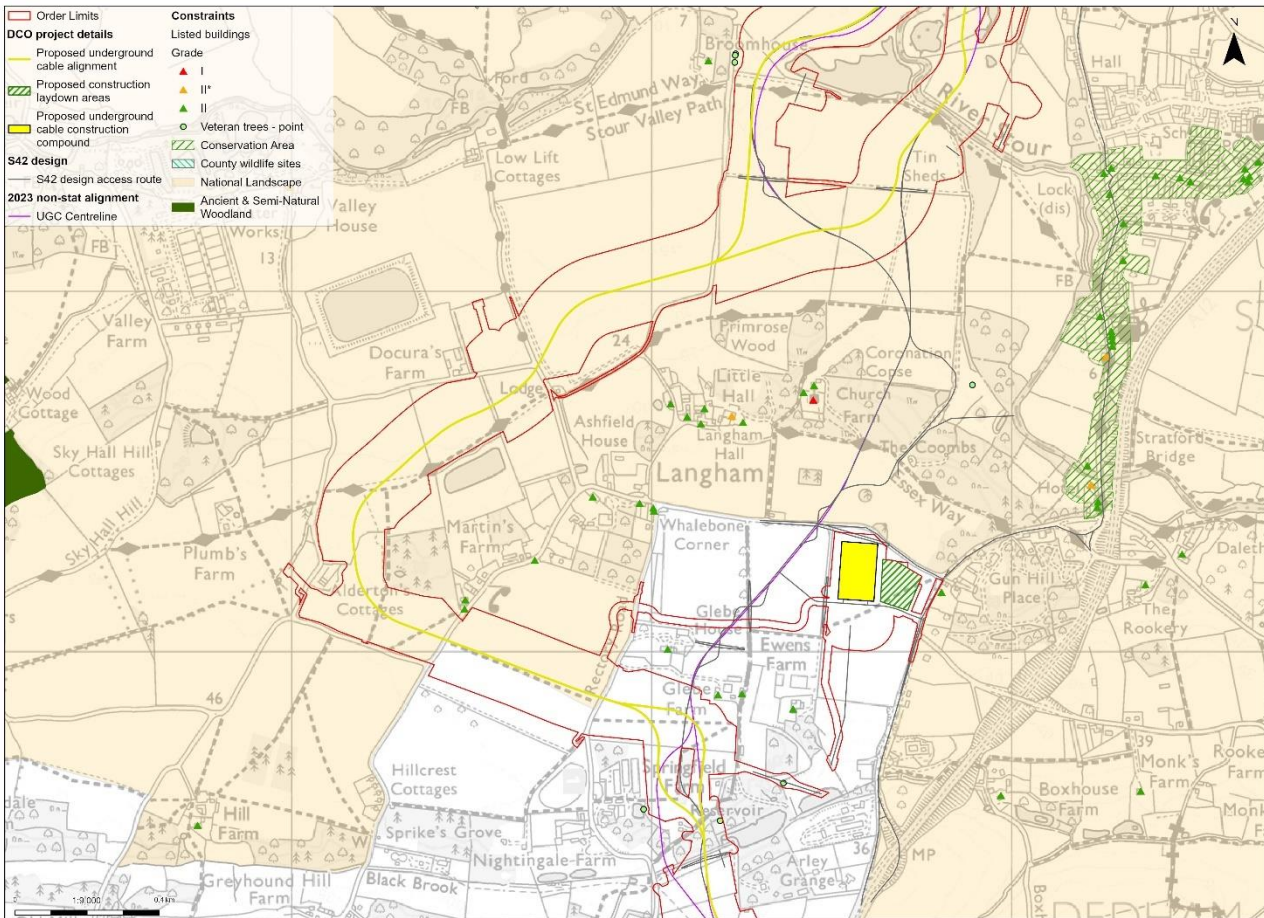 Order Limits
DCO project details
Proposed underground
cable alignment
Proposed construction
laydown areas
Proposed underground
cable construction
compound
S42 design
S42 design access route
2023 non-stat alignment
UGC Centreline
Constraints
Listed buildings
Grade
I
II*
II
Veteran trees - point
Conservation Area
County wildlife sites
National Landscape
Ancient & Semi-Natural
Woodland
N
7
Broomhouse
Hall
Ford
FB
St Edmund Way
Stour Valley Path
River Stour
Low Lift
Cottages
Tin
Sheds
Lock
(dis)
Valley
House
Works
FB
13
FB
Valley
Farm
Docura's
Farm
24
Primrose
Wood
Coronation
Copse
Wood
Cottage
Lodge
Little
Hall
Church
Farm
Ashfield
House
Langham
Hall
Stratford
Bridge
Sky Hall Hill
Cottages
Langham
The Coombs
Essex Way
Sky Hall Hill
Martin's
Farm
Whalebone
Corner
Plumb's
Farm
Gun Hill
Place
Alderton's
Cottages
Glebe
House
The
Rookery
Ewens
Farm
46
Glebe
Farm
39
Monk's
Farm
Springfield
Farm
Hillcrest
Cottages
Boxhouse
Farm
Hill
Farm
Reservoir
Sprike's Grove
Nightingale Farm
36
MP
Arley
Grange
Greyhound Hill
Farm
Black Brook
1:9,000
0.4 km